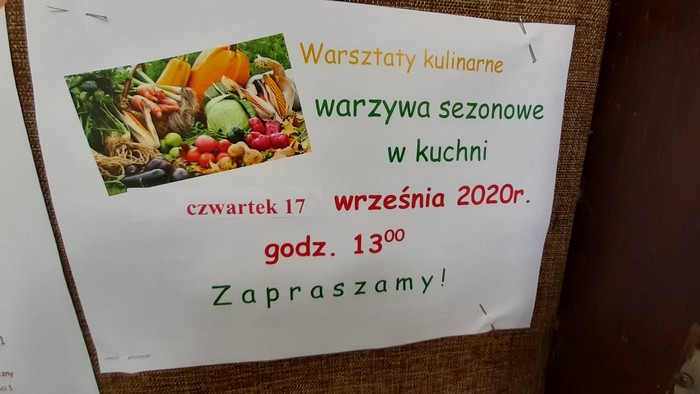 Warsztaty kulinarne
warzywa sezonowe
w kuchni
czwartek 17 września 2020r.
godz. 13⁰⁰
Zapraszamy!